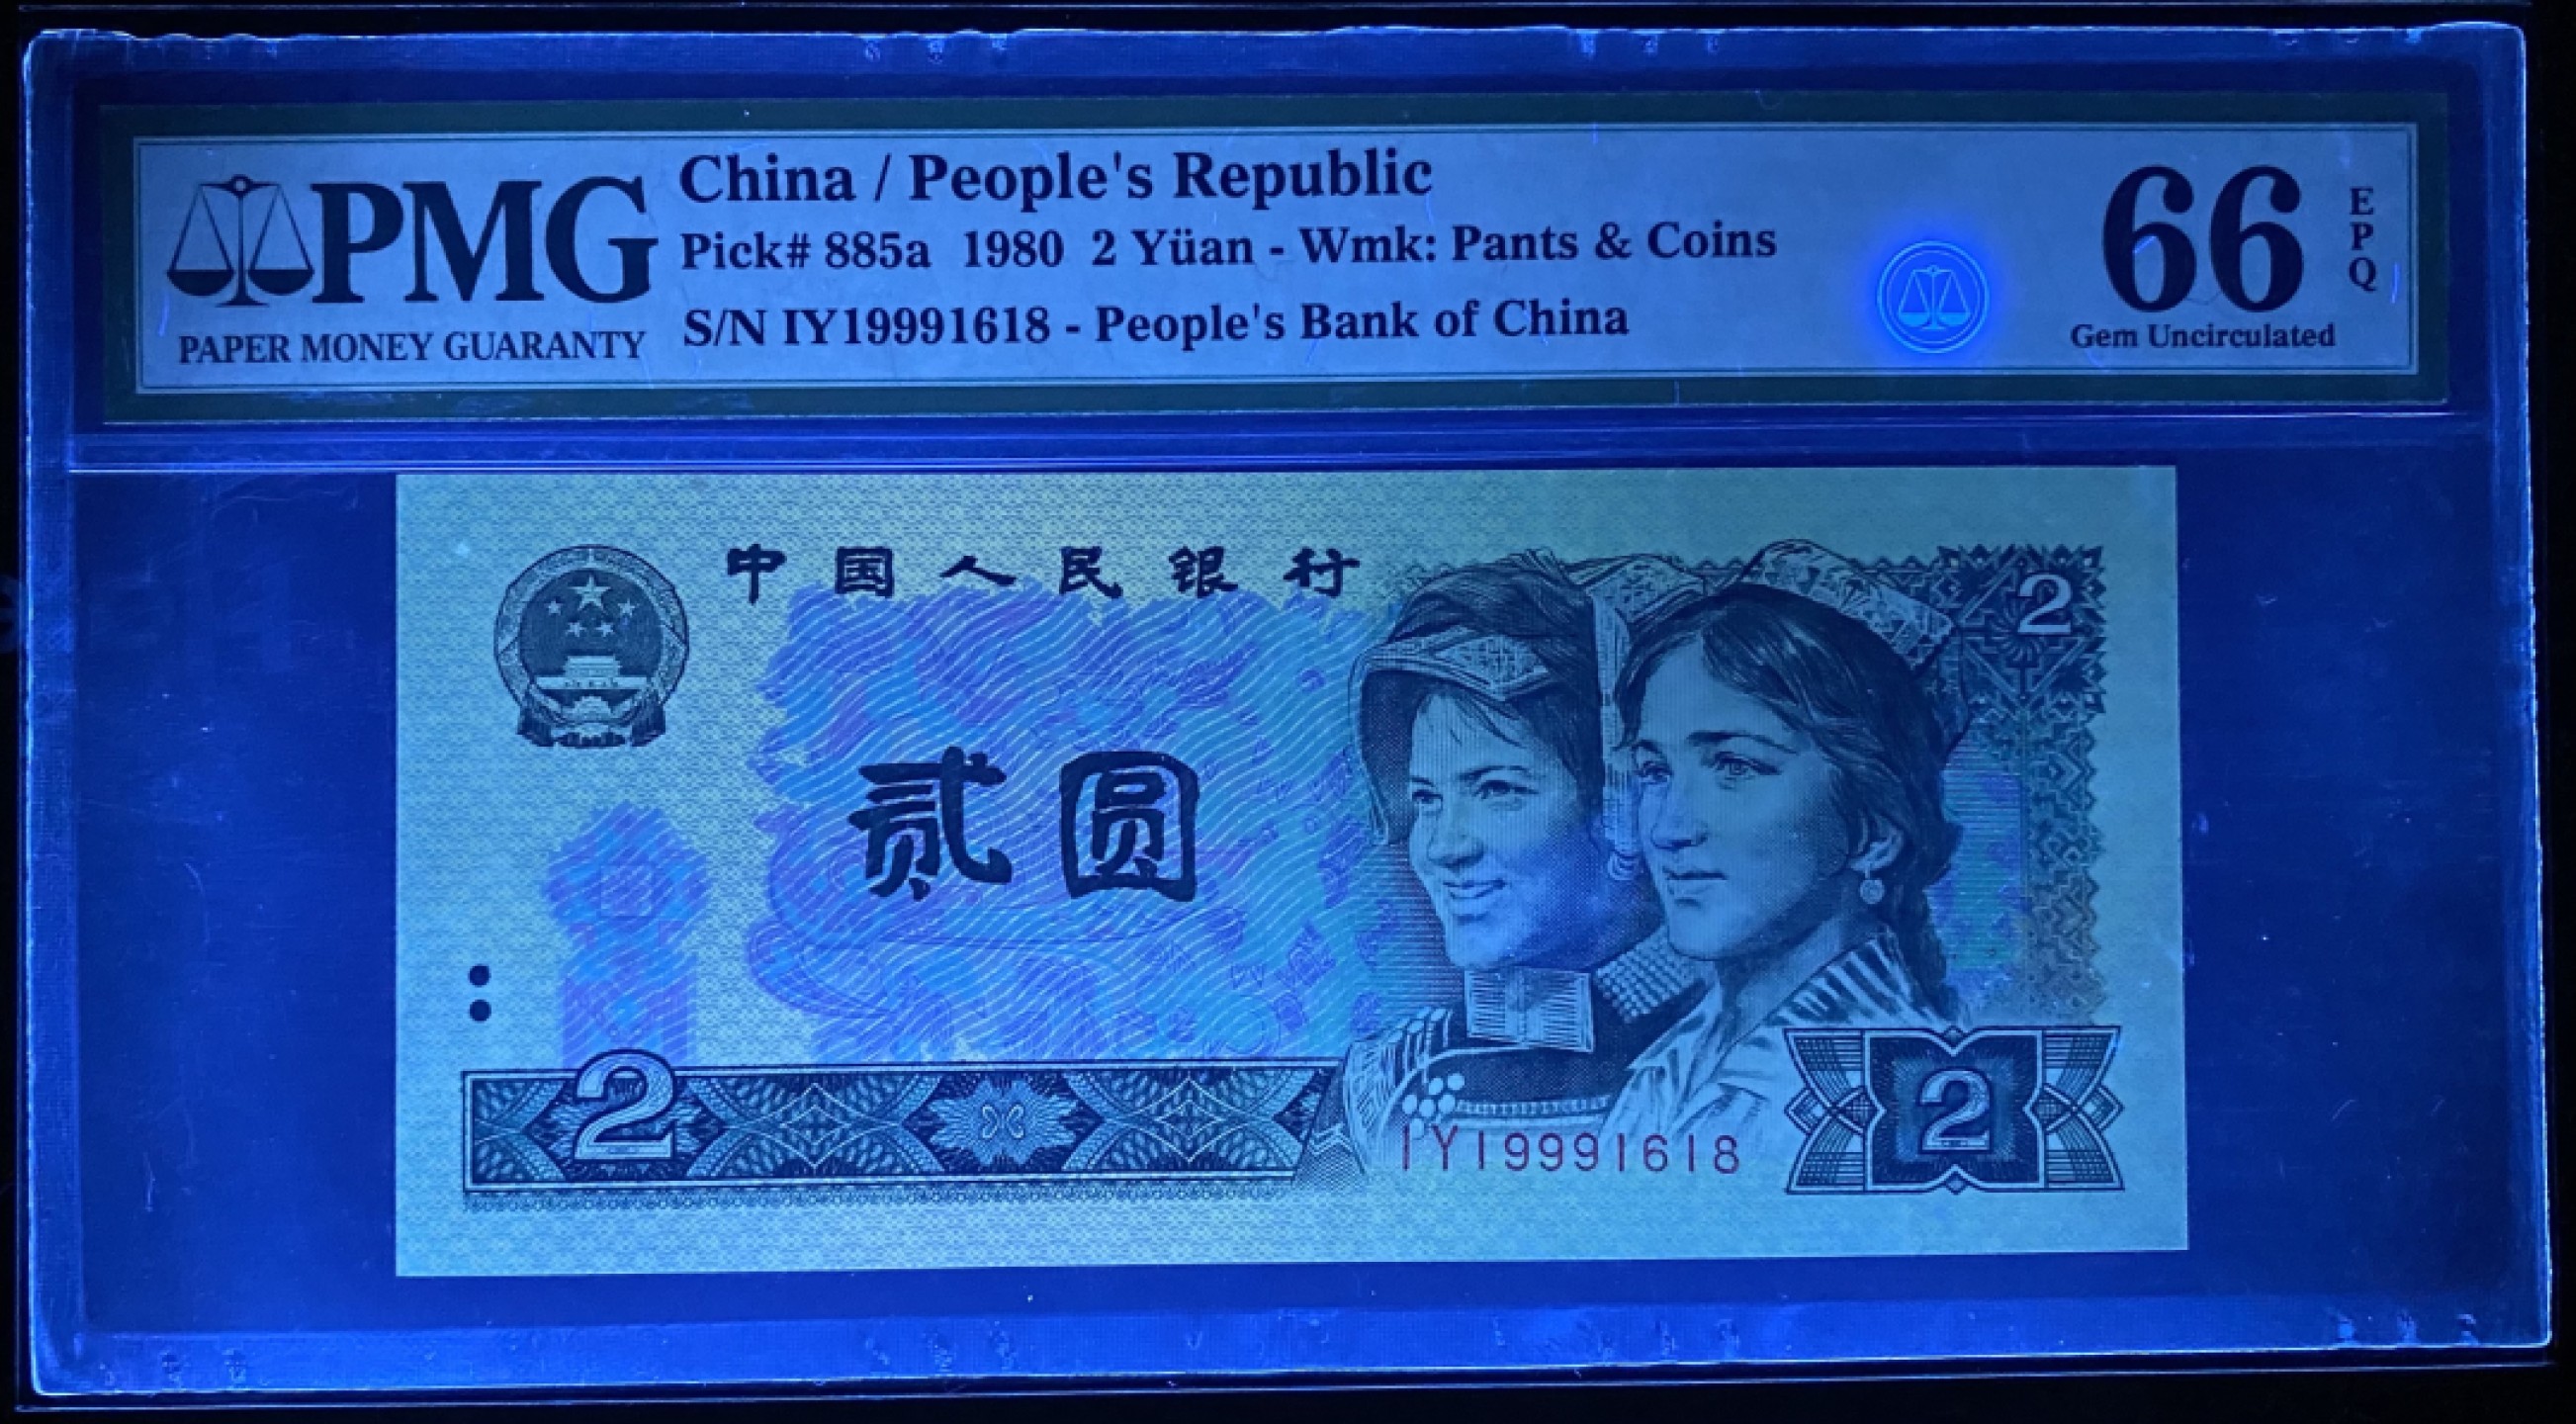 PMG
PAPER MONEY GUARANTY
China / People's Republic
Pick# 885a 1980 2 Yüan - Wmk: Pants & Coins
S/N IY19991618 - People's Bank of China
66
EPQ
Gem Uncirculated
中国人民银行
2
贰圆
2
IY19991618
2